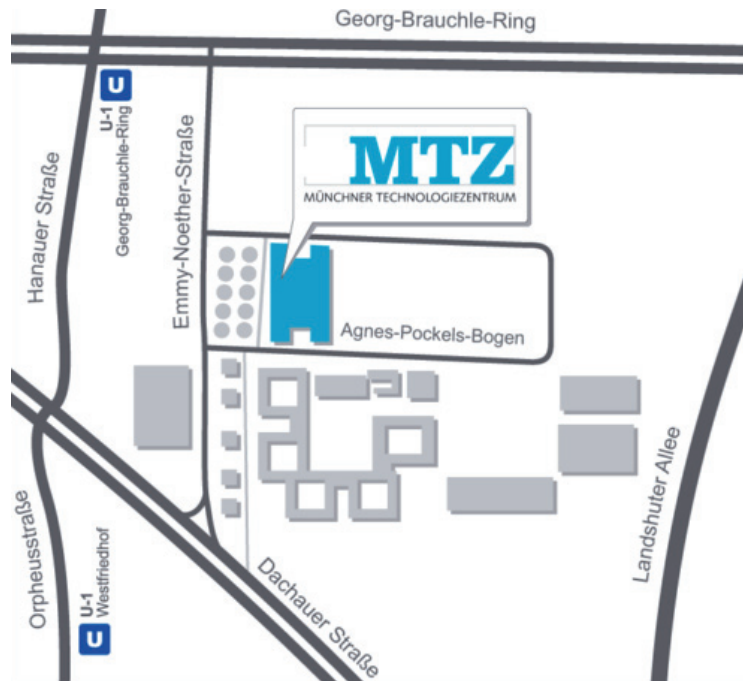 Georg-Brauchle-Ring
U
U-1
Georg-Brauchle-Ring
Hanauer Straße
Emmy-Noether-Straße
MTZ
MÜNCHNER TECHNOLOGIEZENTRUM
Agnes-Pockels-Bogen
Landshuter Allee
Orpheusstraße
U-1
Westfriedhof
U
Dachauer Straße